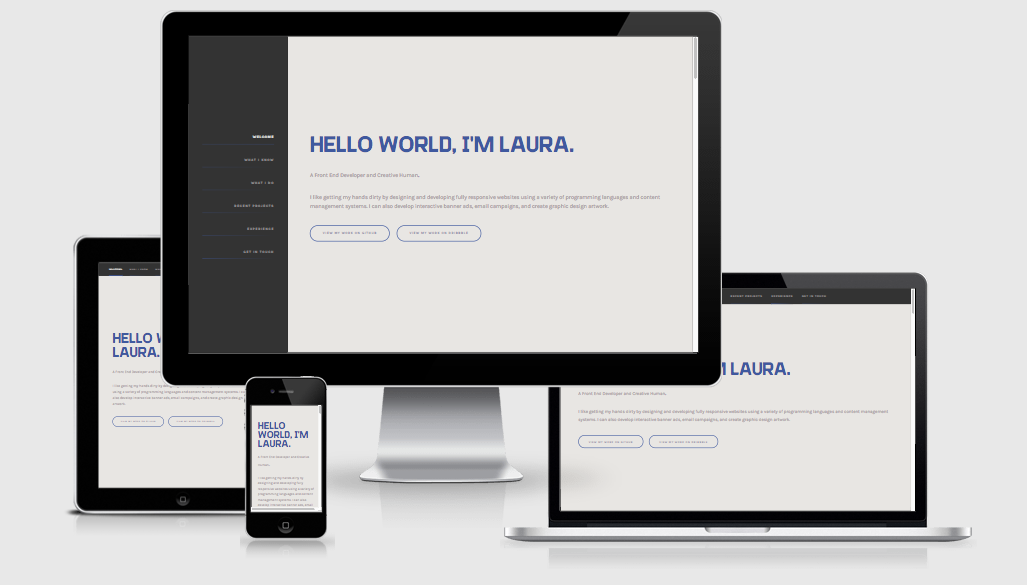 HELLO WORLD, I'M LAURA.
A Front End Developer and Creative Human.
I like getting my hands dirty by designing and developing fully responsive websites using a variety of programming languages and content
management systems. I can also develop interactive banner ads, email campaigns, and create graphic design artwork.
VIEW MY WORK ON GITHUB
VIEW MY WORK ON DRIBBBLE
WELCOME
WHAT I KNOW
WHAT I DO
RECENT PROJECTS
EXPERIENCE
GET IN TOUCH
HELLO W
LAURA.
HELLO
WORLD, I'M
LAURA.
A Front End Developer and Creative
Human.
RECENT PROJECTS
EXPERIENCE
GET IN TOUCH
LAURA.
A Front End Developer and Creative Human.
I like getting my hands dirty by designing and developing fully responsive websites using a variety of programming languages and content management
systems. I can also develop interactive banner ads, email campaigns, and create graphic design artwork.
VIEW MY WORK ON GITHUB
VIEW MY WORK ON DRIBBBLE